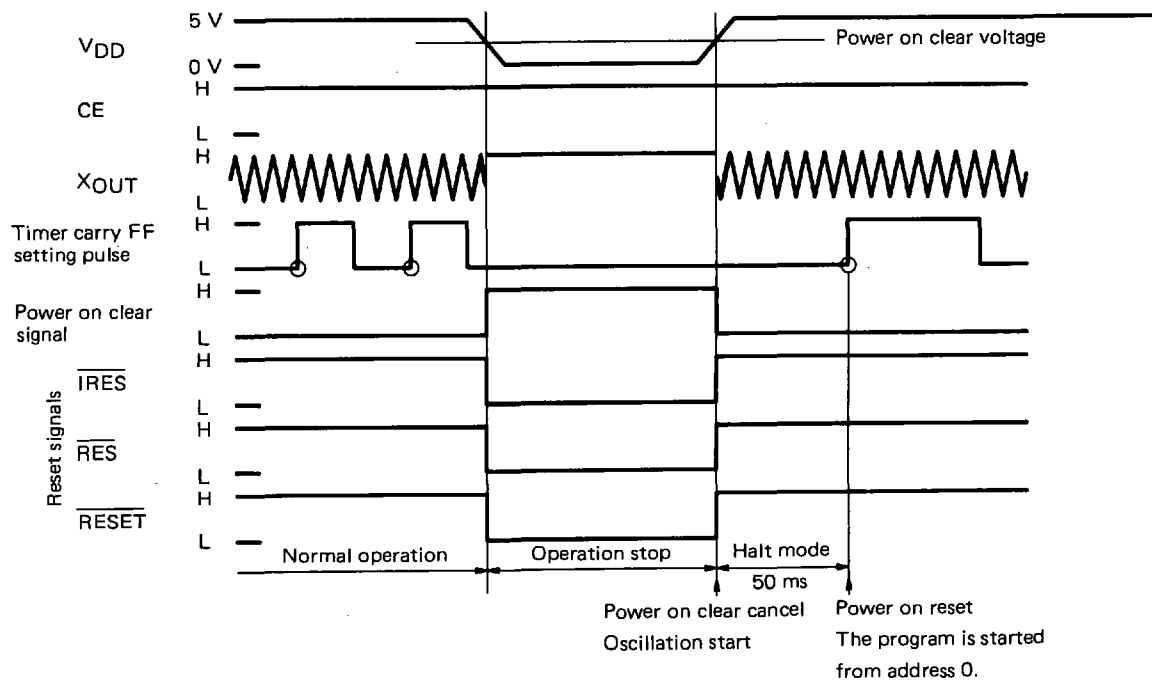 5 V
VDD
Power on clear voltage
0 V
H
CE
L
H
XOUT
L
H
Timer carry FF
setting pulse
L
H
Power on clear
signal
L
H
IRES
L
H
Reset signals
RES
L
H
RESET
L
Normal operation
Operation stop
Halt mode
50 ms
Power on clear cancel
Oscillation start
Power on reset
The program is started
from address 0.